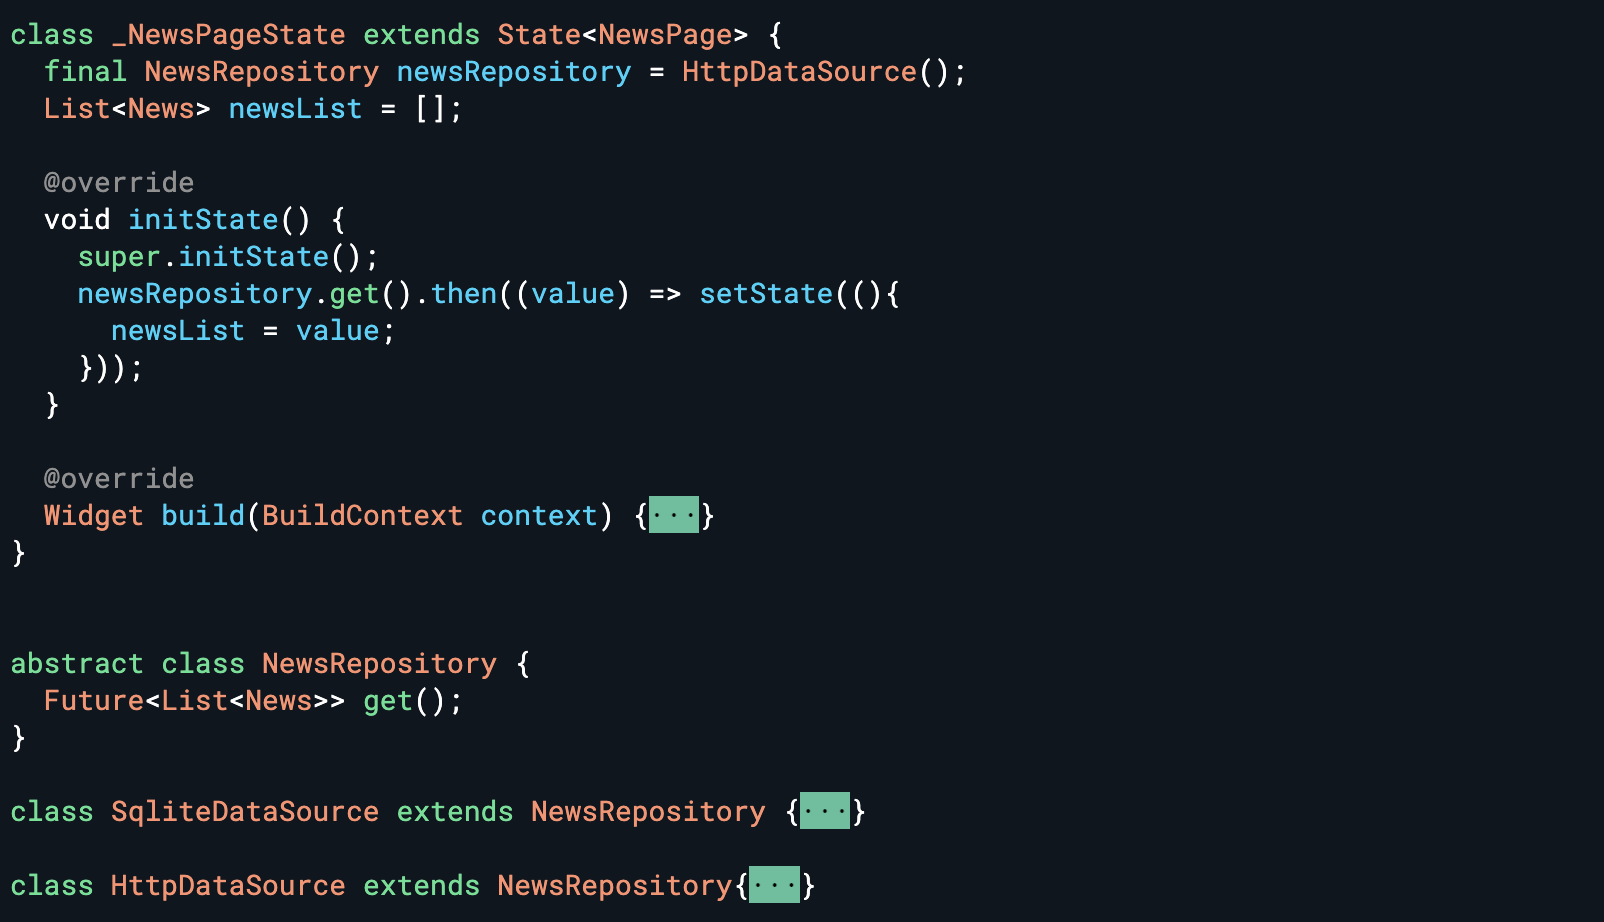 class _NewsPageState extends State<NewsPage> {
  final NewsRepository newsRepository = HttpDataSource();
  List<News> newsList = [];

  @override
  void initState() {
    super.initState();
    newsRepository.get().then((value) => setState((){
      newsList = value;
    }));
  }

  @override
  Widget build(BuildContext context) {···}
}

abstract class NewsRepository {
  Future<List<News>> get();
}

class SqliteDataSource extends NewsRepository {···}

class HttpDataSource extends NewsRepository{···}